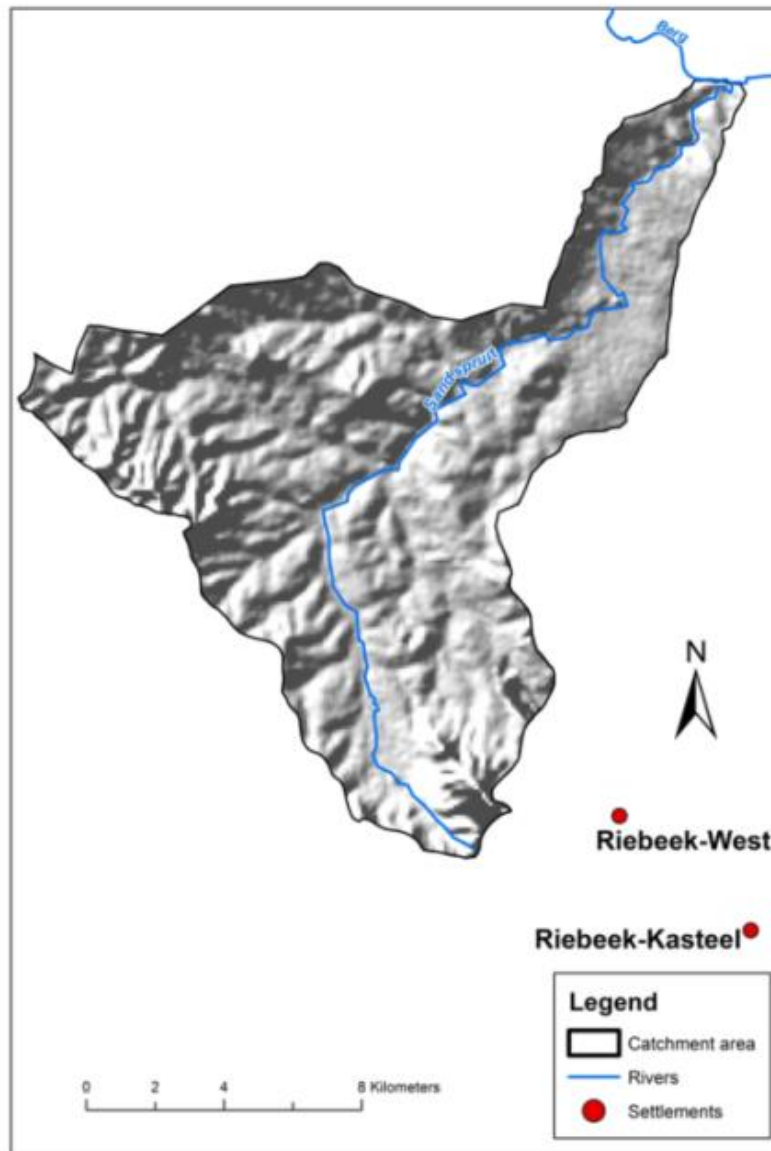 Berg
Sandspruit
N
Riebeek-West
Riebeek-Kasteel
Legend
Catchment area
Rivers
Settlements
0 2 4 8 Kilometers